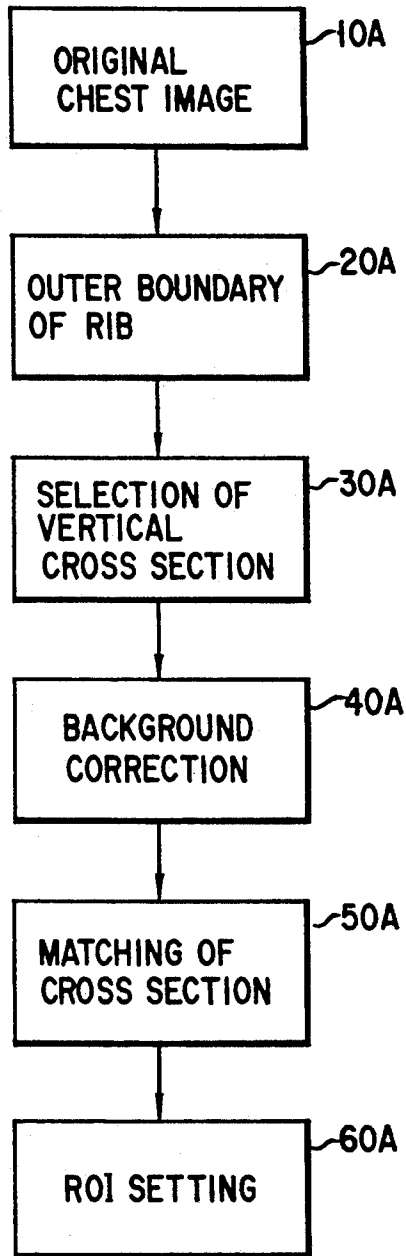 10A
ORIGINAL
CHEST IMAGE
20A
OUTER BOUNDARY
OF RIB
30A
SELECTION OF
VERTICAL
CROSS SECTION
40A
BACKGROUND
CORRECTION
50A
MATCHING OF
CROSS SECTION
60A
ROI SETTING